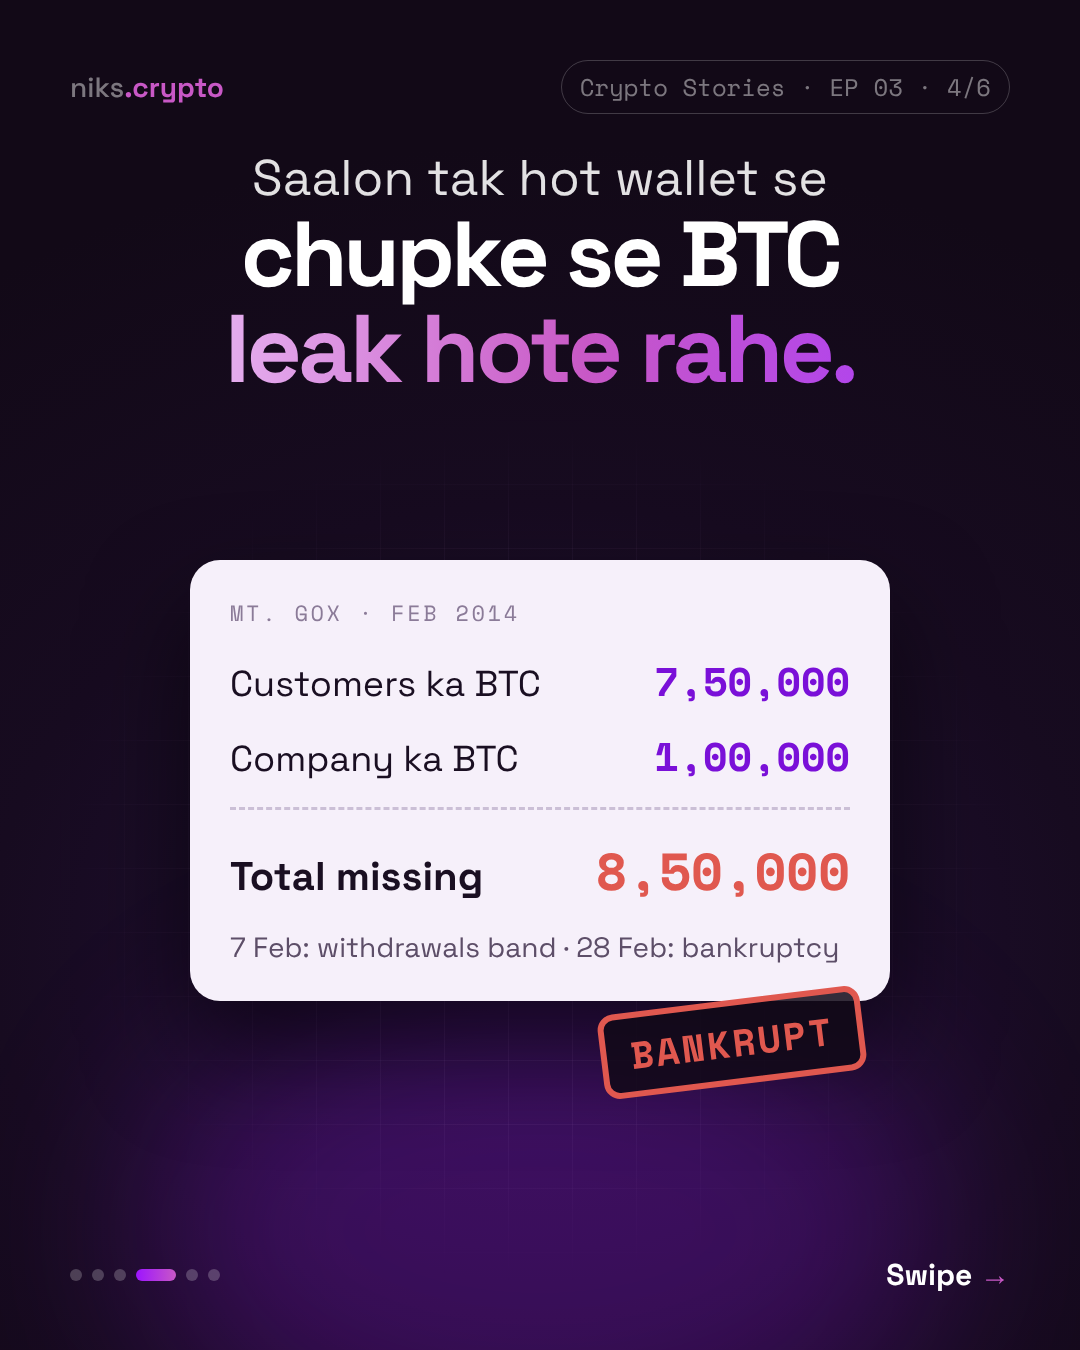 niks.crypto
Crypto Stories · EP 03 · 4/6
Saalon tak hot wallet se
chupke se BTC
leak hote rahe.
MT. GOX · FEB 2014
Customers ka BTC 7,50,000
Company ka BTC 1,00,000
Total missing 8,50,000
7 Feb: withdrawals band · 28 Feb: bankruptcy
BANKRUPT
Swipe →